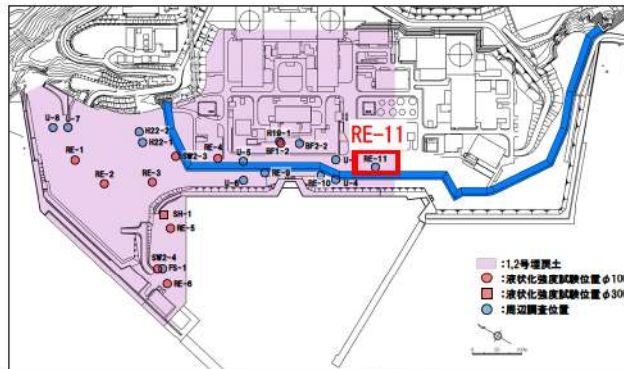 RE-11
U-8
U-7
H22-2
H22-1
RE-1
SW2-3
RE-4
U-5
H19-1
BF1-2
BF2-2
RE-11
RE-2
RE-3
U-6
RE-9
RE-10
U-4
SH-1
RE-5
SW2-4
FS-1
RE-6
:1,2号埋戻土
:液状化強度試験位置φ100
:液状化強度試験位置φ300
:周辺調査位置